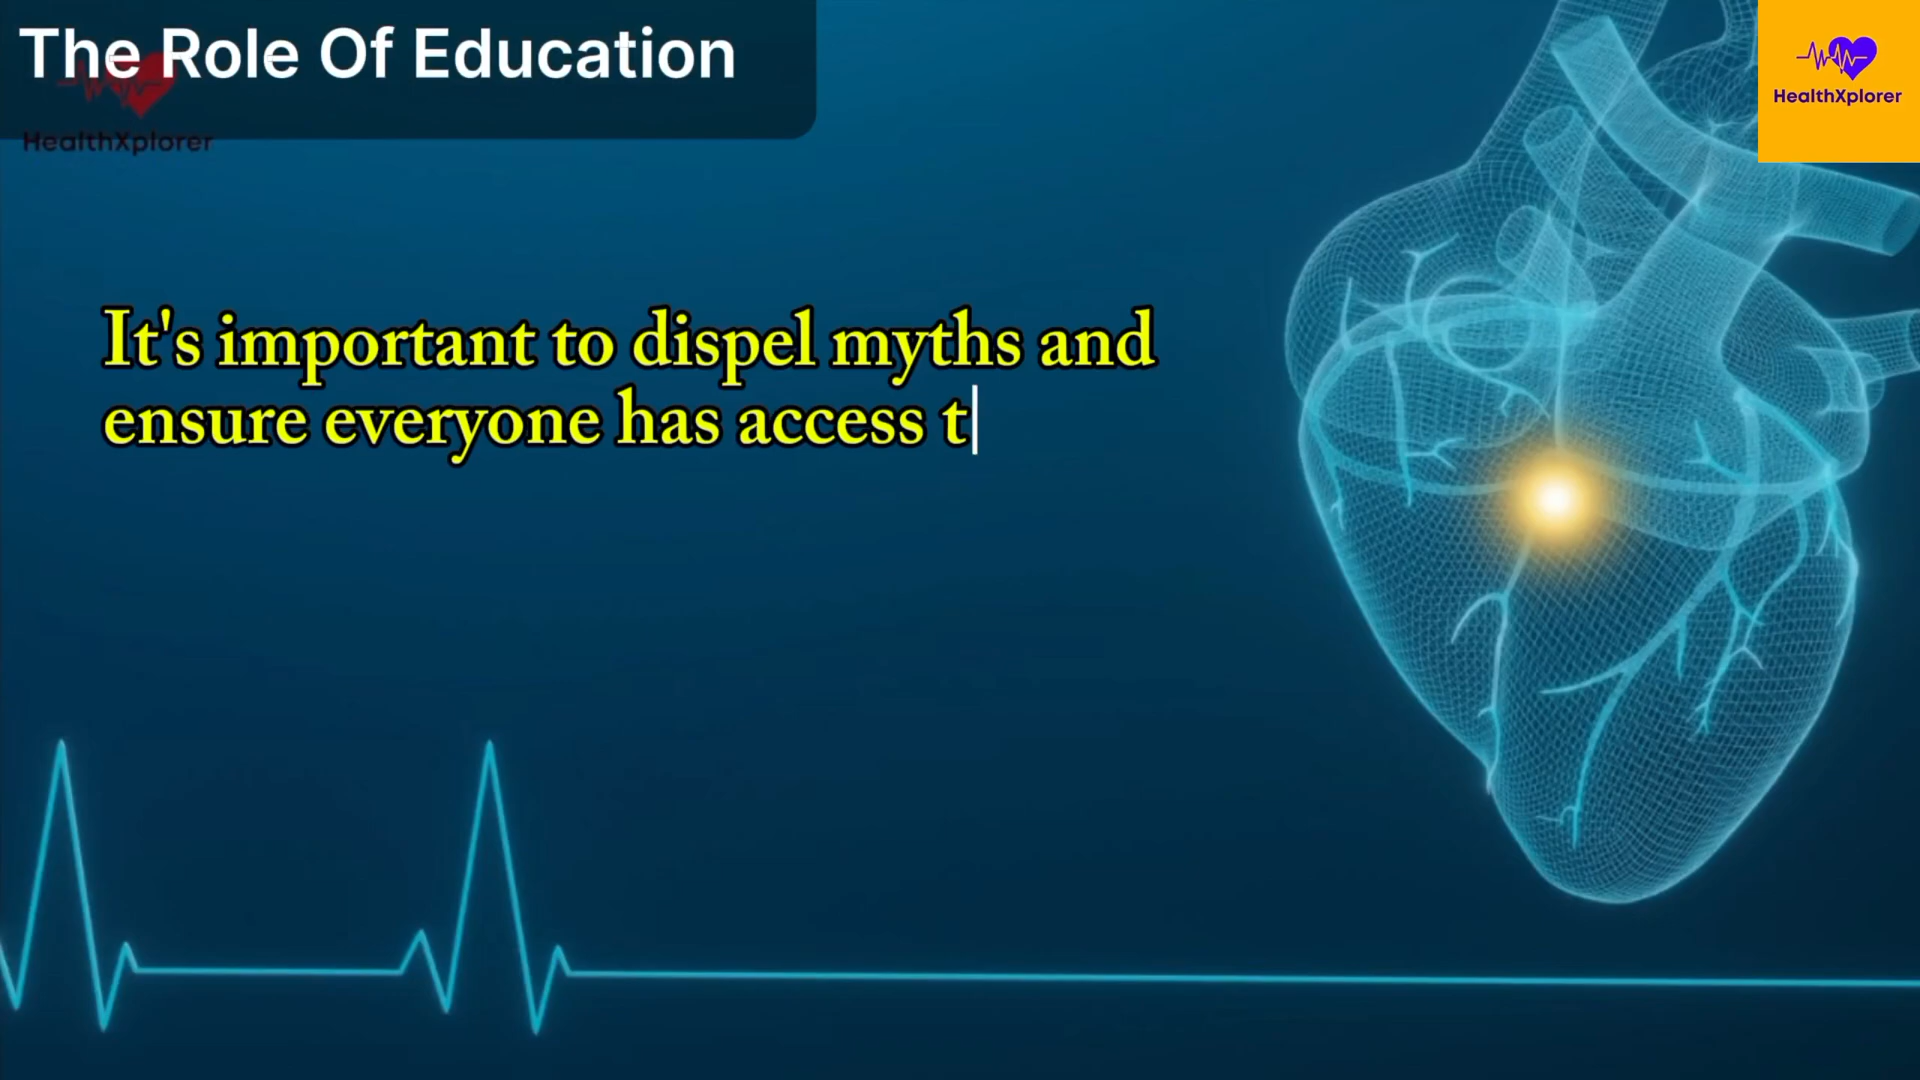 The Role Of Education
HealthXplorer
HealthXplorer
It's important to dispel myths and
ensure everyone has access t